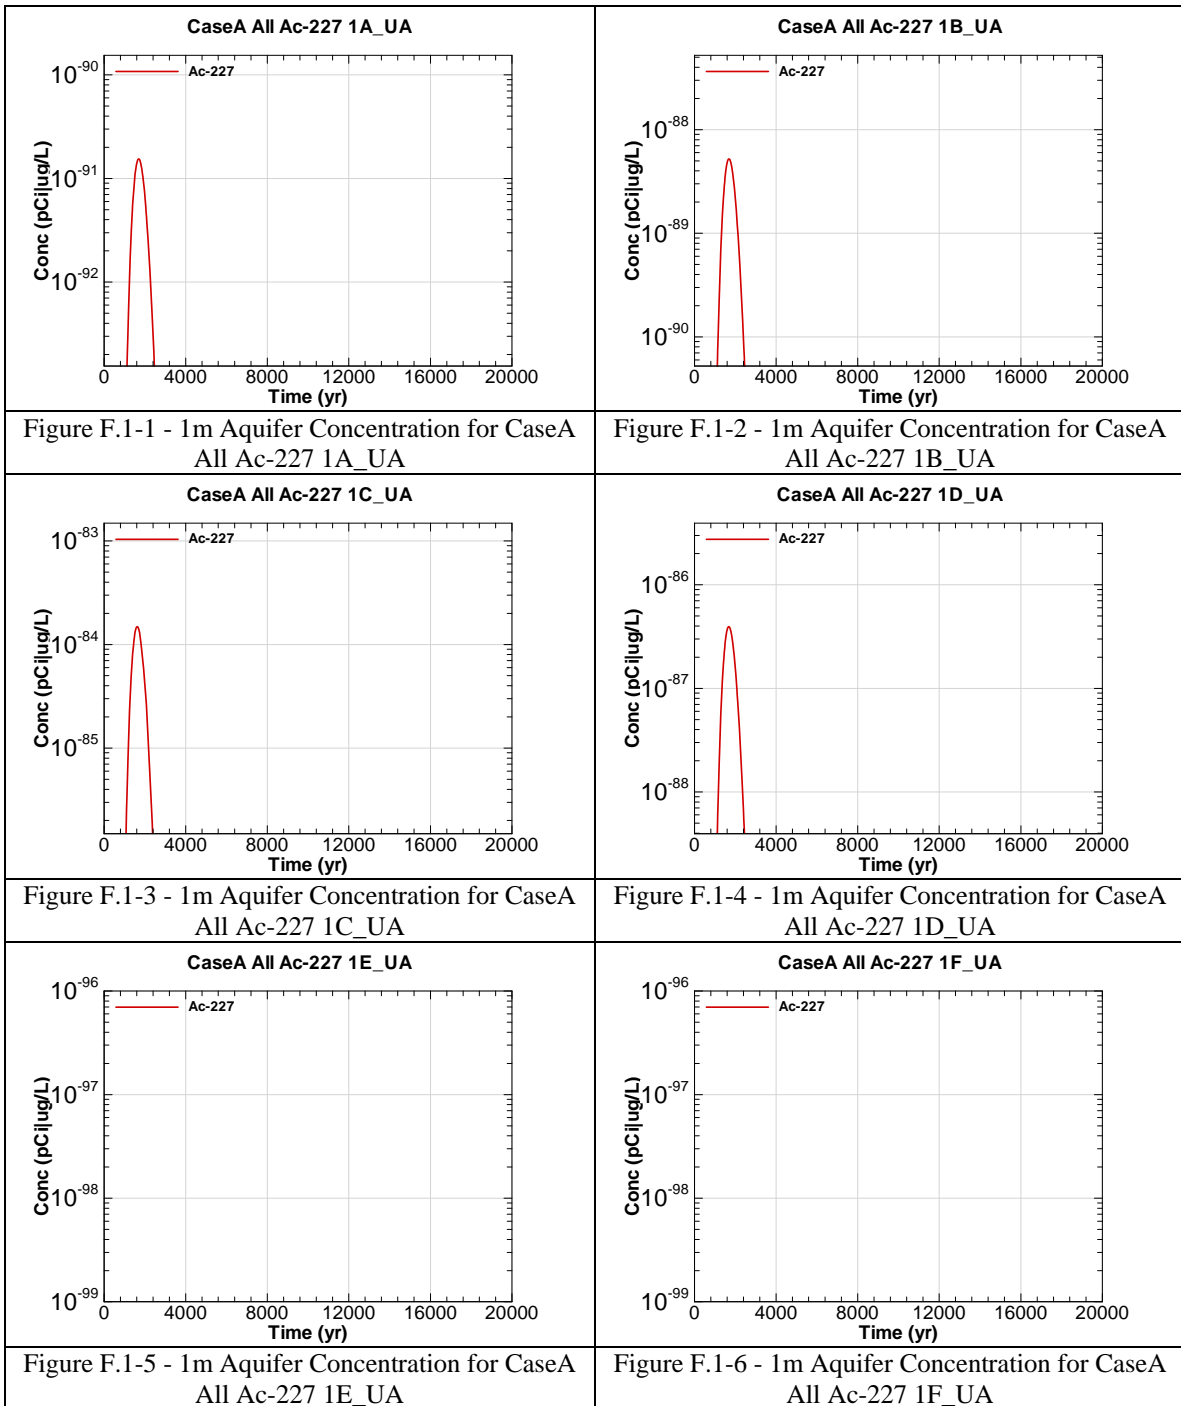 CaseA All Ac-227 1A_UA
Ac-227
10-90
10-91
10-92
Conc (pCi|ug/L)
0 4000 8000 12000 16000 20000
Time (yr)
Figure F.1-1 - 1m Aquifer Concentration for CaseA
All Ac-227 1A_UA
CaseA All Ac-227 1B_UA
Ac-227
10-88
10-89
10-90
Conc (pCi|ug/L)
0 4000 8000 12000 16000 20000
Time (yr)
Figure F.1-2 - 1m Aquifer Concentration for CaseA
All Ac-227 1B_UA
CaseA All Ac-227 1C_UA
Ac-227
10-83
10-84
10-85
Conc (pCi|ug/L)
0 4000 8000 12000 16000 20000
Time (yr)
Figure F.1-3 - 1m Aquifer Concentration for CaseA
All Ac-227 1C_UA
CaseA All Ac-227 1D_UA
Ac-227
10-86
10-87
10-88
Conc (pCi|ug/L)
0 4000 8000 12000 16000 20000
Time (yr)
Figure F.1-4 - 1m Aquifer Concentration for CaseA
All Ac-227 1D_UA
CaseA All Ac-227 1E_UA
10-96
Ac-227
10-97
10-98
10-99
Conc (pCi|ug/L)
0 4000 8000 12000 16000 20000
Time (yr)
Figure F.1-5 - 1m Aquifer Concentration for CaseA
All Ac-227 1E_UA
CaseA All Ac-227 1F_UA
10-96
Ac-227
10-97
10-98
10-99
Conc (pCi|ug/L)
0 4000 8000 12000 16000 20000
Time (yr)
Figure F.1-6 - 1m Aquifer Concentration for CaseA
All Ac-227 1F_UA